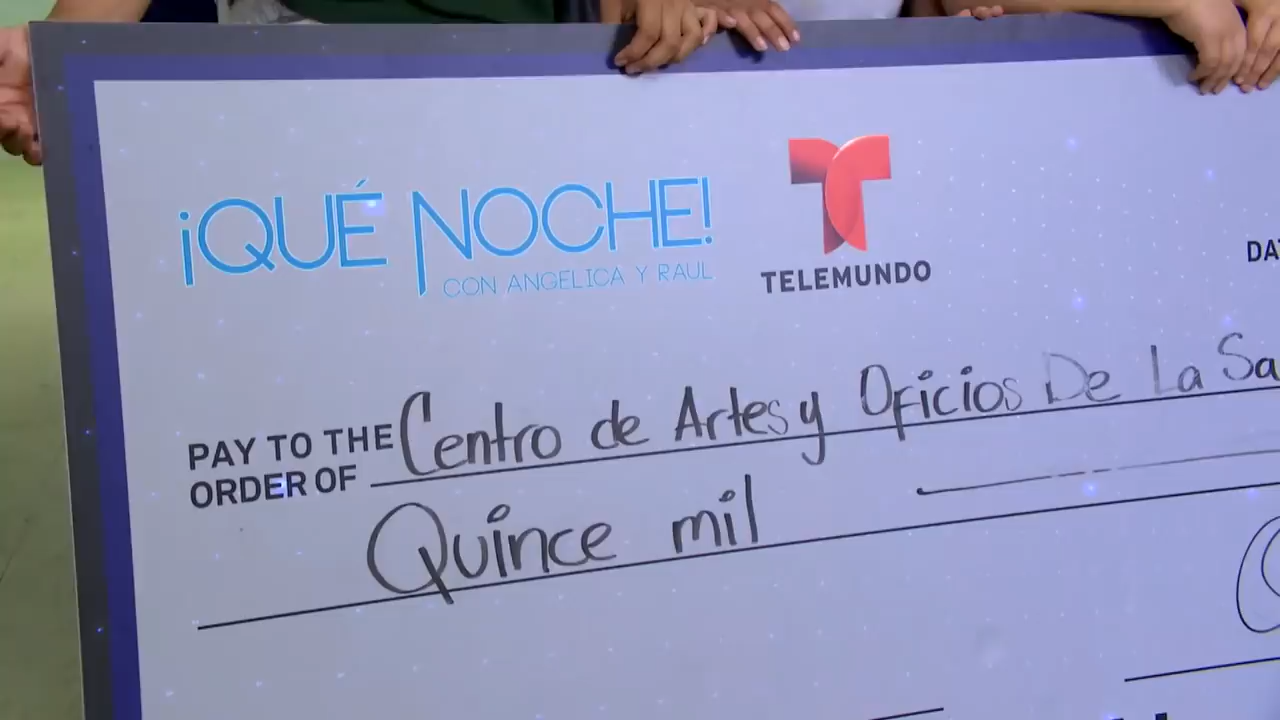 ¡QUÉ NOCHE!
CON ANGELICA Y RAUL
TELEMUNDO
PAY TO THE
ORDER OF
Centro de Artes y Oficios De La
Quince mil